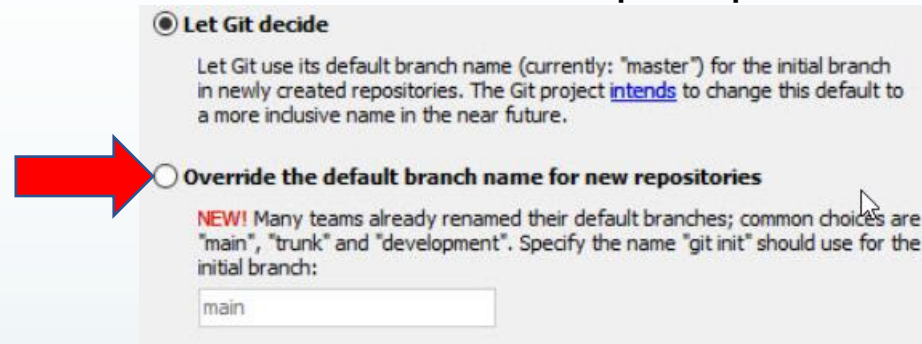 Let Git decide
Let Git use its default branch name (currently: "master") for the initial branch
in newly created repositories. The Git project intends to change this default to
a more inclusive name in the near future.
Override the default branch name for new repositories
NEW! Many teams already renamed their default branches; common choices are
"main", "trunk" and "development". Specify the name "git init" should use for the
initial branch:
main